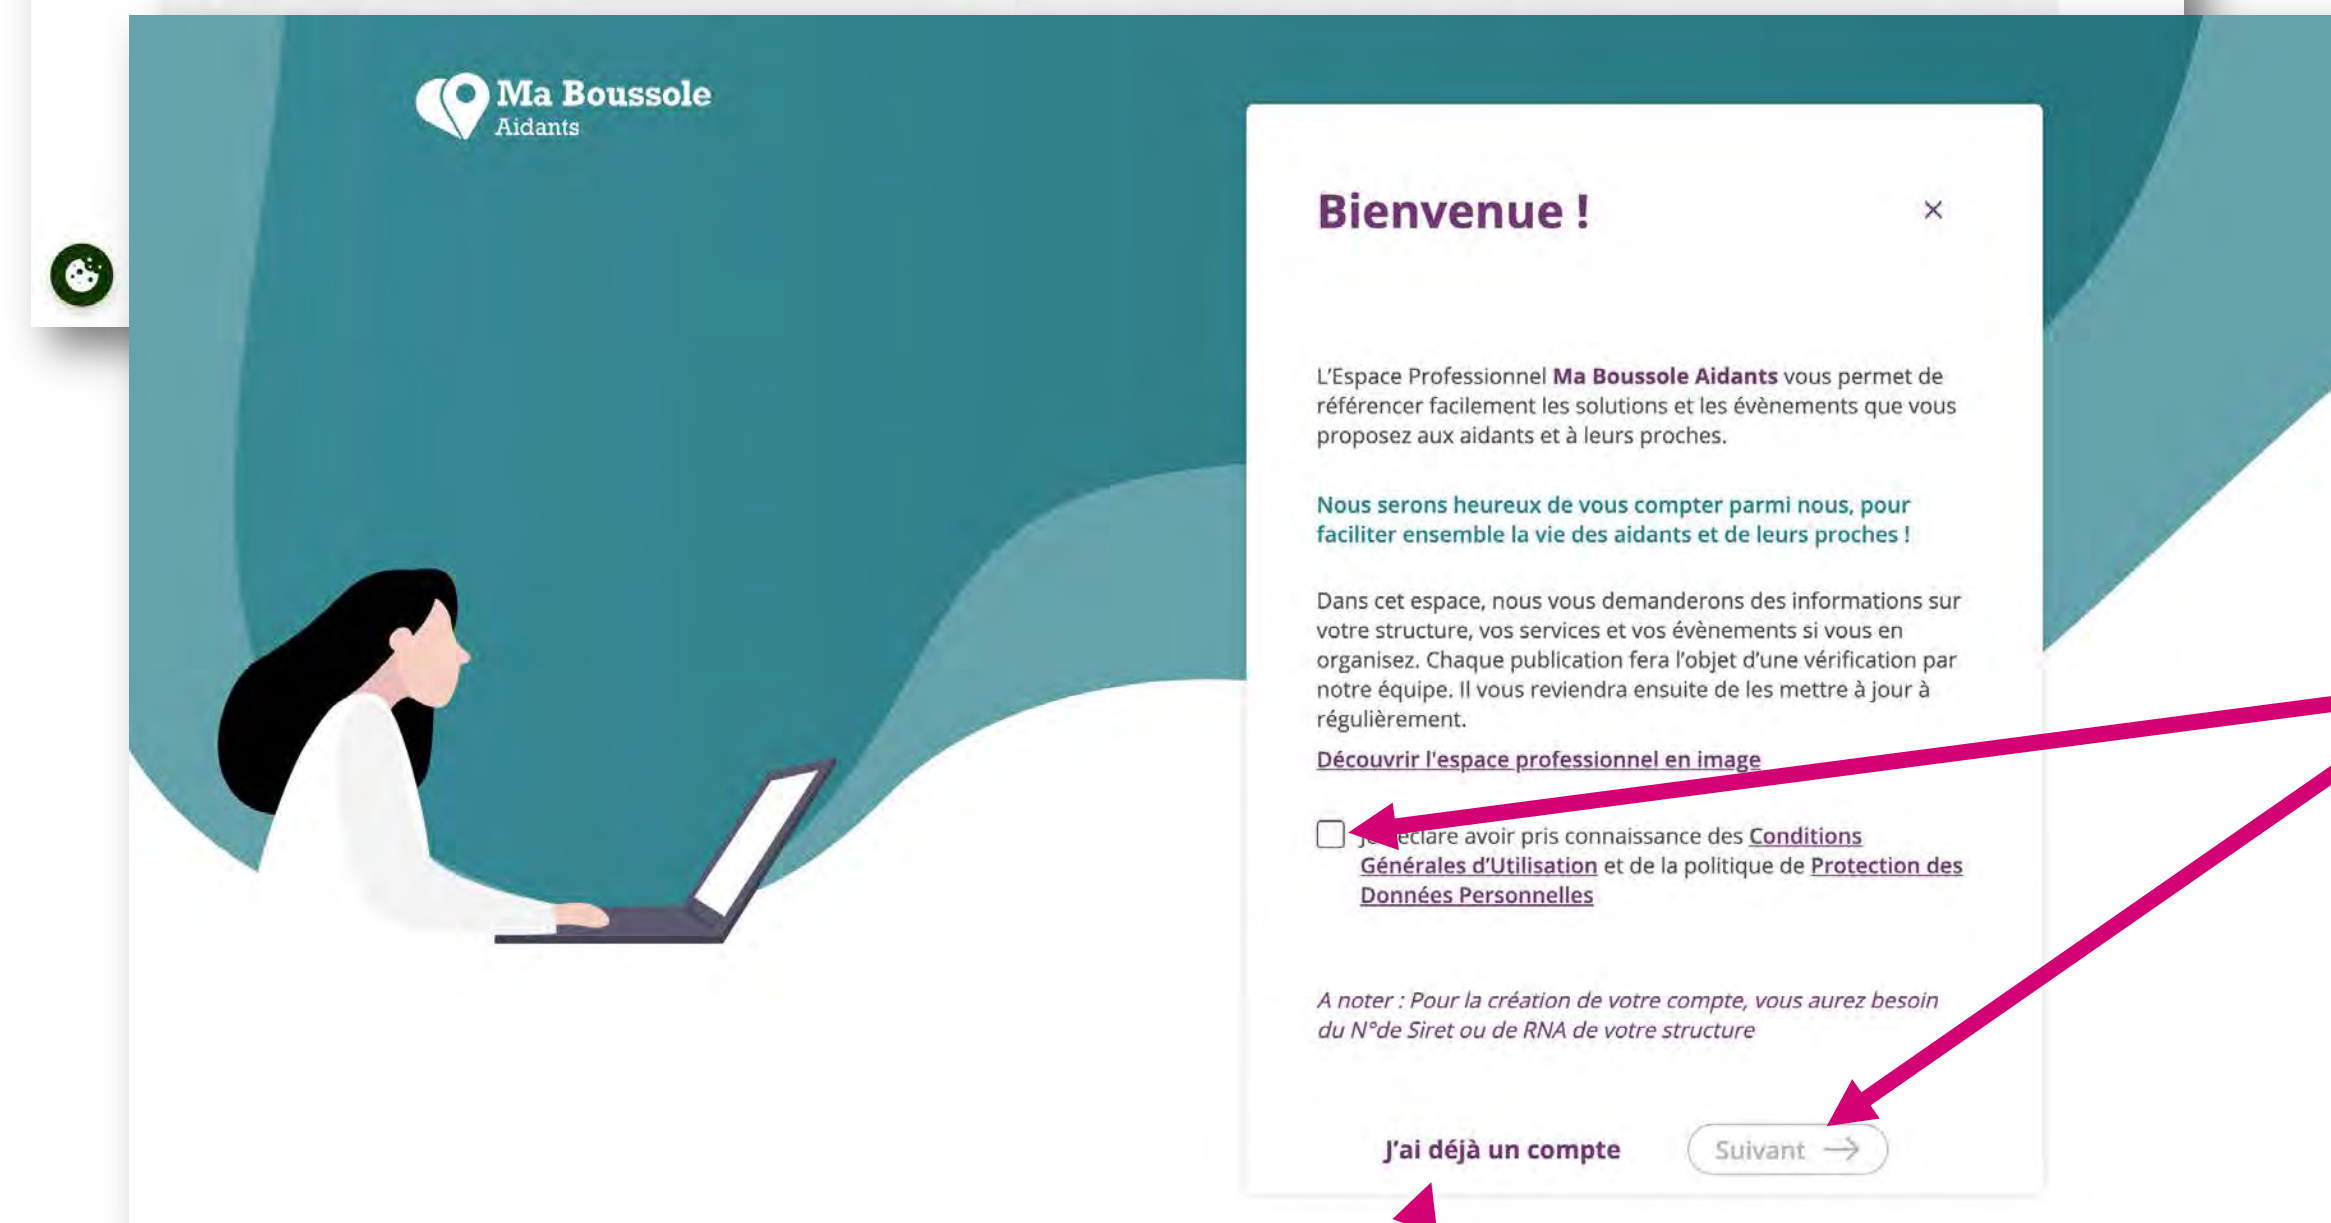 Ma Boussole
Aidants
Bienvenue !
L'Espace Professionnel Ma Boussole Aidants vous permet de
référencer facilement les solutions et les évènements que vous
proposez aux aidants et à leurs proches.
Nous serons heureux de vous compter parmi nous, pour
faciliter ensemble la vie des aidants et de leurs proches !
Dans cet espace, nous vous demanderons des informations sur
votre structure, vos services et vos évènements si vous en
organisez. Chaque publication fera l'objet d'une vérification par
notre équipe. Il vous reviendra ensuite de les mettre à jour à
régulièrement.
Découvrir l'espace professionnel en image
avoir pris connaissance des Conditions
Générales d'Utilisation et de la politique de Protection des
Données Personnelles
A noter : Pour la création de votre compte, vous aurez besoin
du N°de Siret ou de RNA de votre structure
J'ai déjà un compte
Suivant